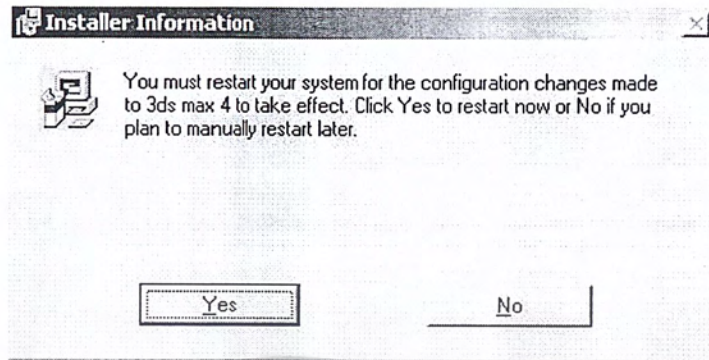 Installer Information
You must restart your system for the configuration changes made
to 3ds max 4 to take effect. Click Yes to restart now or No if you
plan to manually restart later.
Yes
No